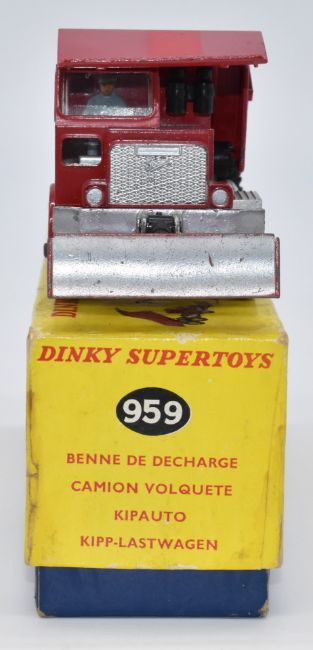 DINKY SUPERTOYS
959
BENNE DE DECHARGE
CAMION VOLQUETE
KIPAUTO
KIPP-LASTWAGEN